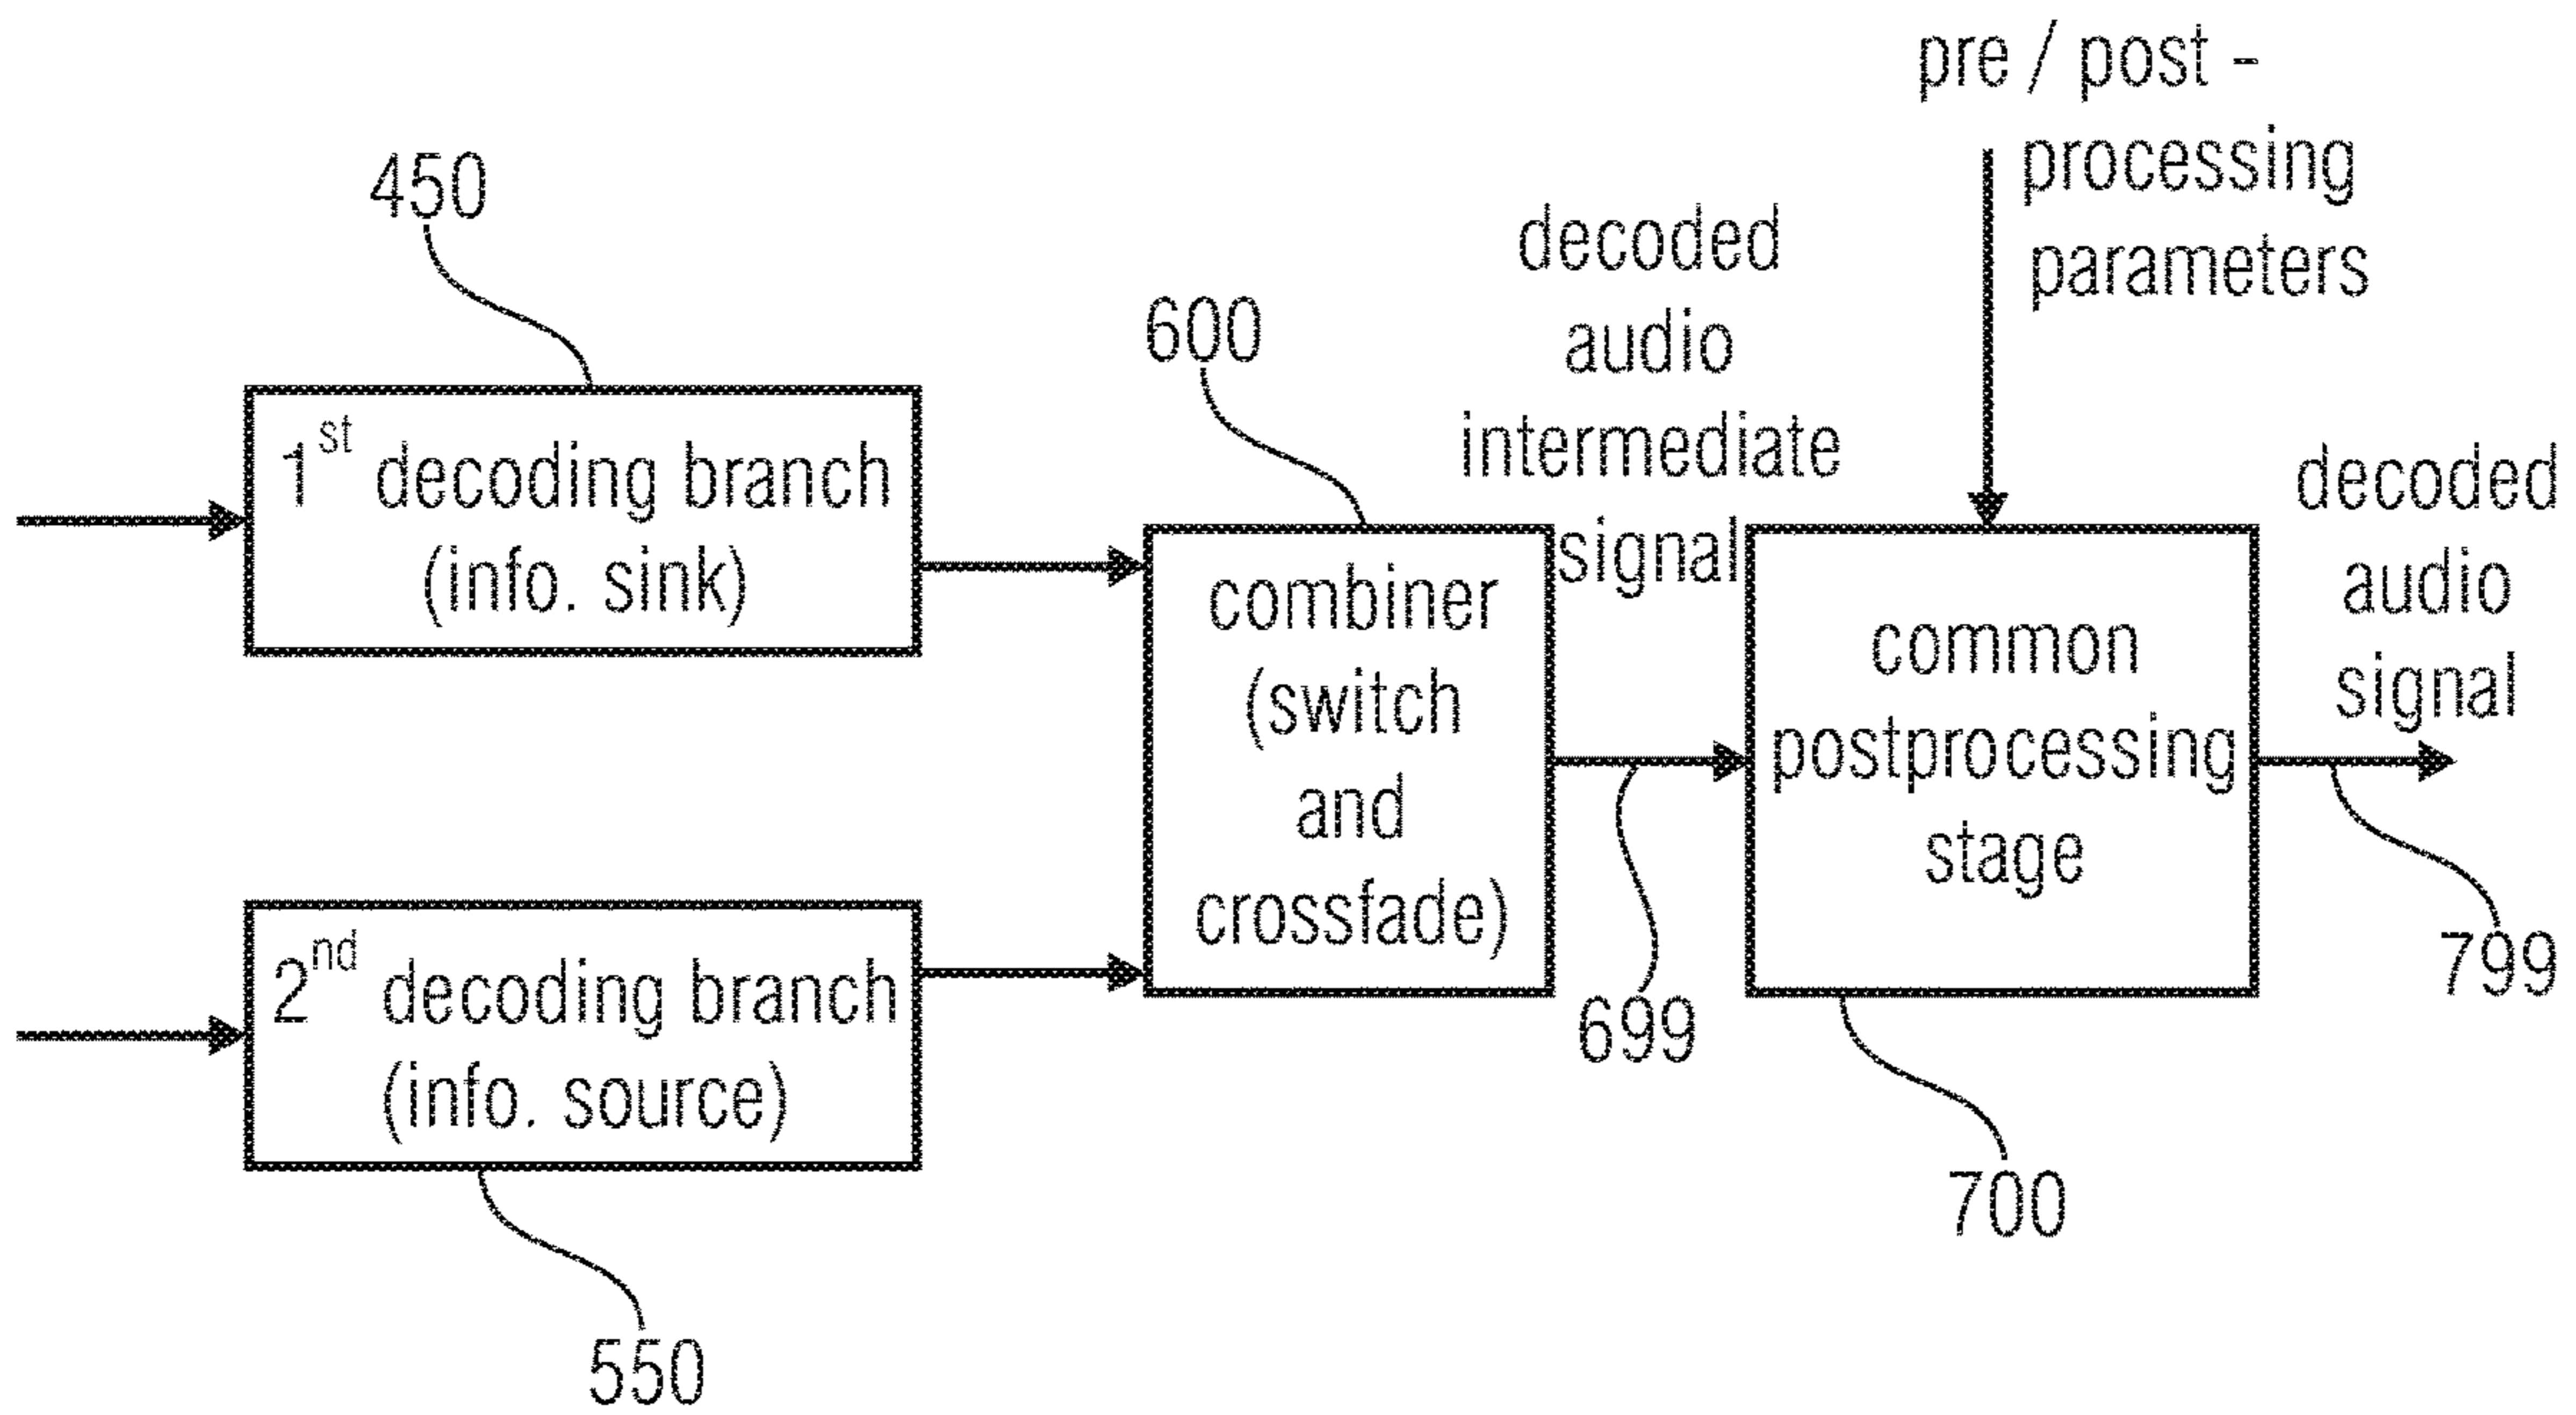 pre / post -
processing
parameters
450
decoded
audio
intermediate
signal
600
decoded
audio
signal
1st decoding branch
(info. sink)
combiner
(switch
and
crossfade)
common
postprocessing
stage
2nd decoding branch
(info. source)
699
799
700
550